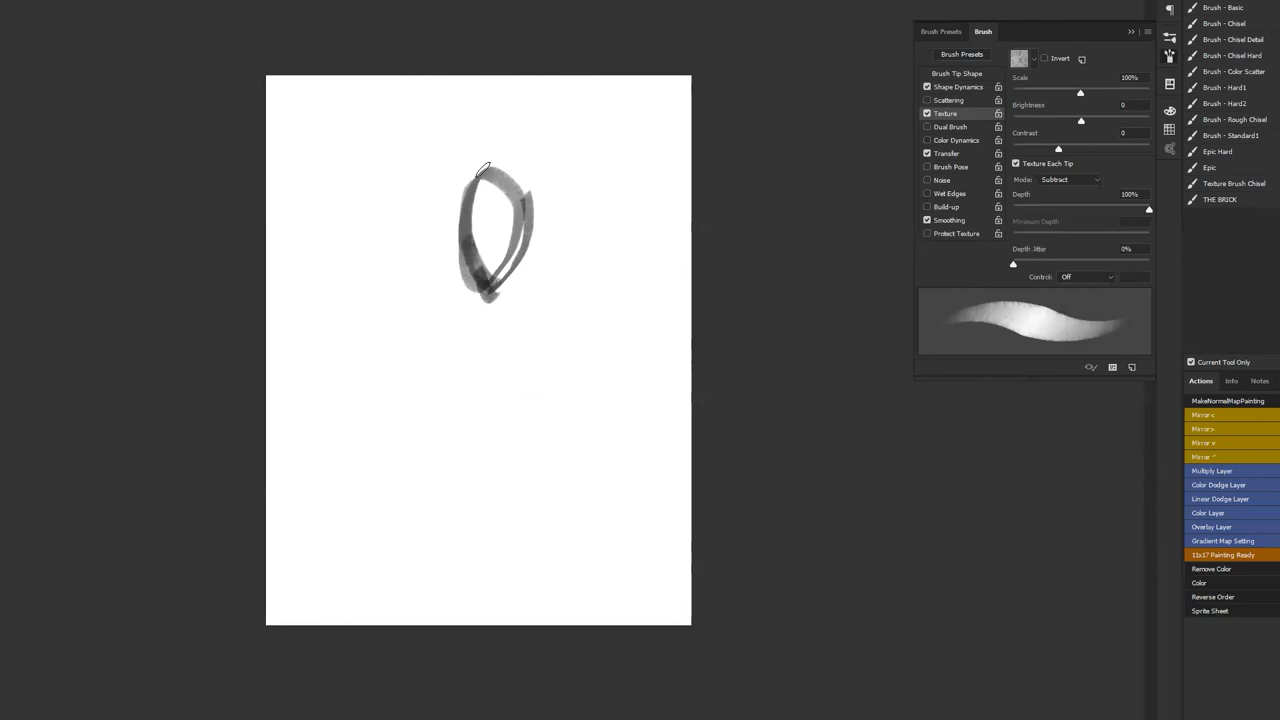 Brush Presets Brush
Brush Presets
Invert
Brush Tip Shape
Scale 100%
Shape Dynamics
Scattering
Brightness 0
Texture
Dual Brush
Contrast 0
Color Dynamics
Transfer
Texture Each Tip
Brush Pose
Mode: Subtract
Noise
Wet Edges
Depth 100%
Build-up
Smoothing
Minimum Depth
Protect Texture
Depth Jitter 0%
Control: Off
Brush - Basic
Brush - Chisel
Brush - Chisel Detail
Brush - Chisel Hard
Brush - Color Scatter
Brush - Hard1
Brush - Hard2
Brush - Rough Chisel
Brush - Standard1
Epic Hard
Epic
Texture Brush Chisel
THE BRICK
Current Tool Only
Actions Info Notes
MakeNormalMapPainting
Mirror <
Mirror >
Mirror v
Mirror ^
Multiply Layer
Color Dodge Layer
Linear Dodge Layer
Color Layer
Overlay Layer
Gradient Map Setting
11x17 Painting Ready
Remove Color
Color
Reverse Order
Sprite Sheet